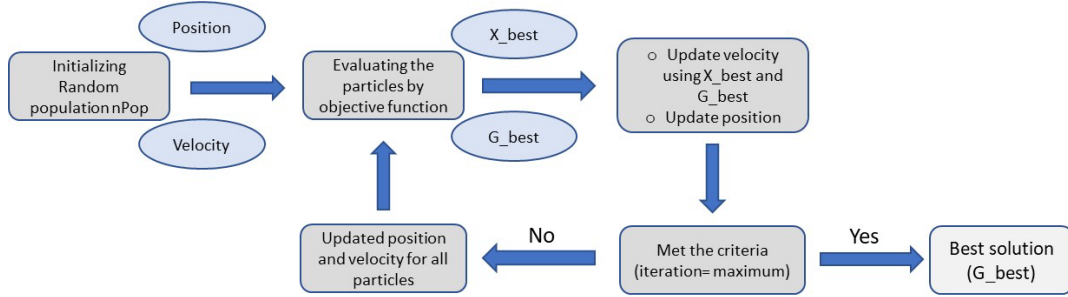 Position
Initializing
Random
population nPop
Velocity
Evaluating the
particles by
objective function
X_best
G_best
o Update velocity
using X_best and
G_best
o Update position
Updated position
and velocity for all
particles
No
Met the criteria
(iteration= maximum)
Yes
Best solution
(G_best)